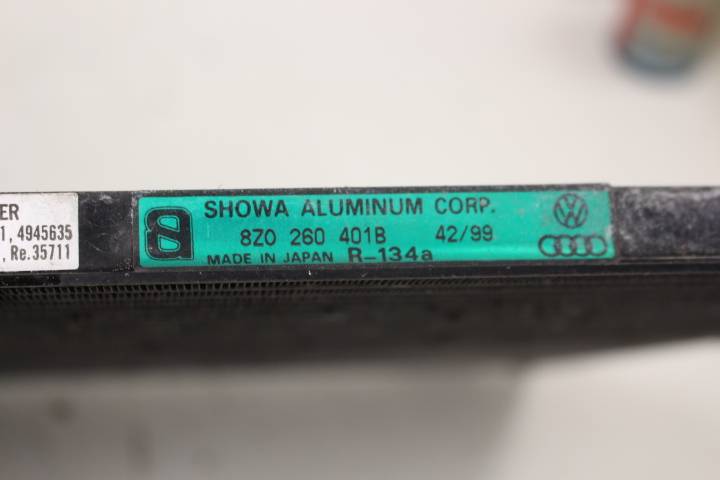 ER
1, 4945635
, Re. 35711
SHOWA ALUMINUM CORP.
8Z0 260 401B 42/99
MADE IN JAPAN R-134a